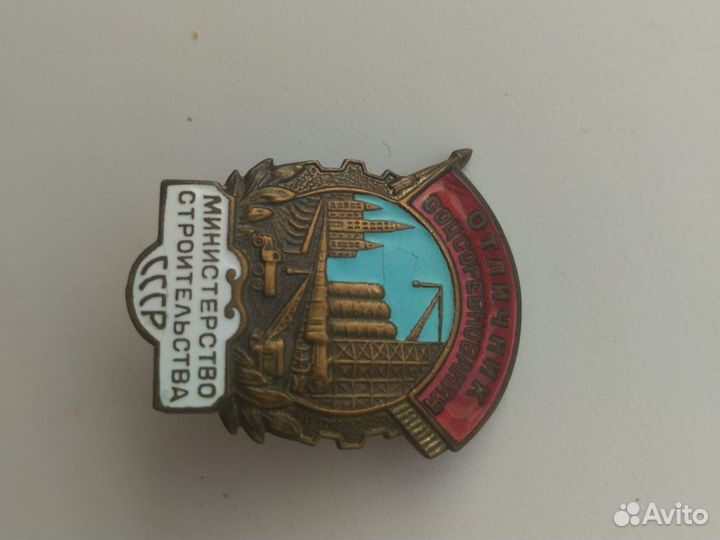 ОТЛИЧНИК
СОЦСОРЕВНОВАНИЯ
МИНИСТЕРСТВО
СТРОИТЕЛЬСТВА
СССР
Avito